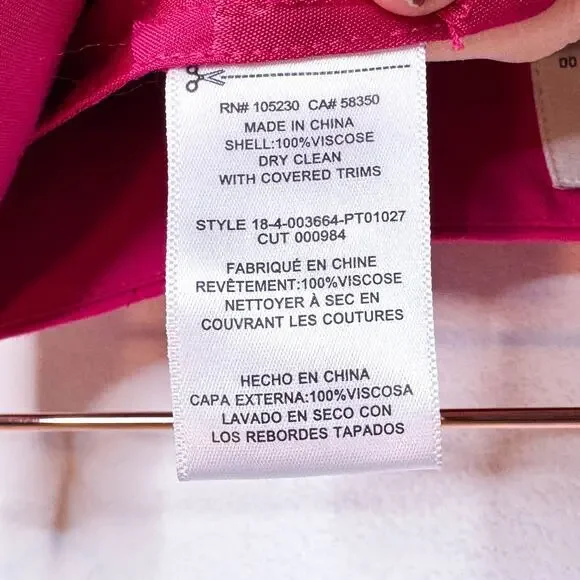 RN# 105230 CA# 58350
MADE IN CHINA
SHELL:100%VISCOSE
DRY CLEAN
WITH COVERED TRIMS
STYLE 18-4-003664-PT01027
CUT 000984
FABRIQUÉ EN CHINE
REVÊTEMENT:100%VISCOSE
NETTOYER À SEC EN
COUVRANT LES COUTURES
HECHO EN CHINA
CAPA EXTERNA:100%VISCOSA
LAVADO EN SECO CON
LOS REBORDES TAPADOS
00